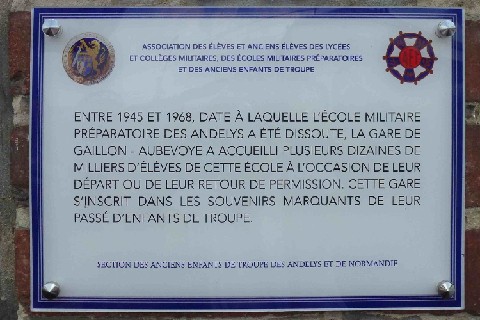 ASSOCIATION DES ÉLÈVES ET ANCIENS ÉLÈVES DES LYCÉES
ET COLLÈGES MILITAIRES, DES ÉCOLES MILITAIRES PRÉPARATOIRES
ET DES ANCIENS ENFANTS DE TROUPE
ENTRE 1945 ET 1968, DATE À LAQUELLE L'ÉCOLE MILITAIRE
PRÉPARATOIRE DES ANDELYS A ÉTÉ DISSOUTE, LA GARE DE
GAILLON - AUBEVOYE A ACCUEILLI PLUSIEURS DIZAINES DE
MILLIERS D'ÉLÈVES DE CETTE ÉCOLE À L'OCCASION DE LEUR
DÉPART OU DE LEUR RETOUR DE PERMISSION. CETTE GARE
S'INSCRIT DANS LES SOUVENIRS MARQUANTS DE LEUR
PASSÉ D'ENFANTS DE TROUPE.
SECTION DES ANCIENS ENFANTS DE TROUPE DES ANDELYS ET DE NORMANDIE